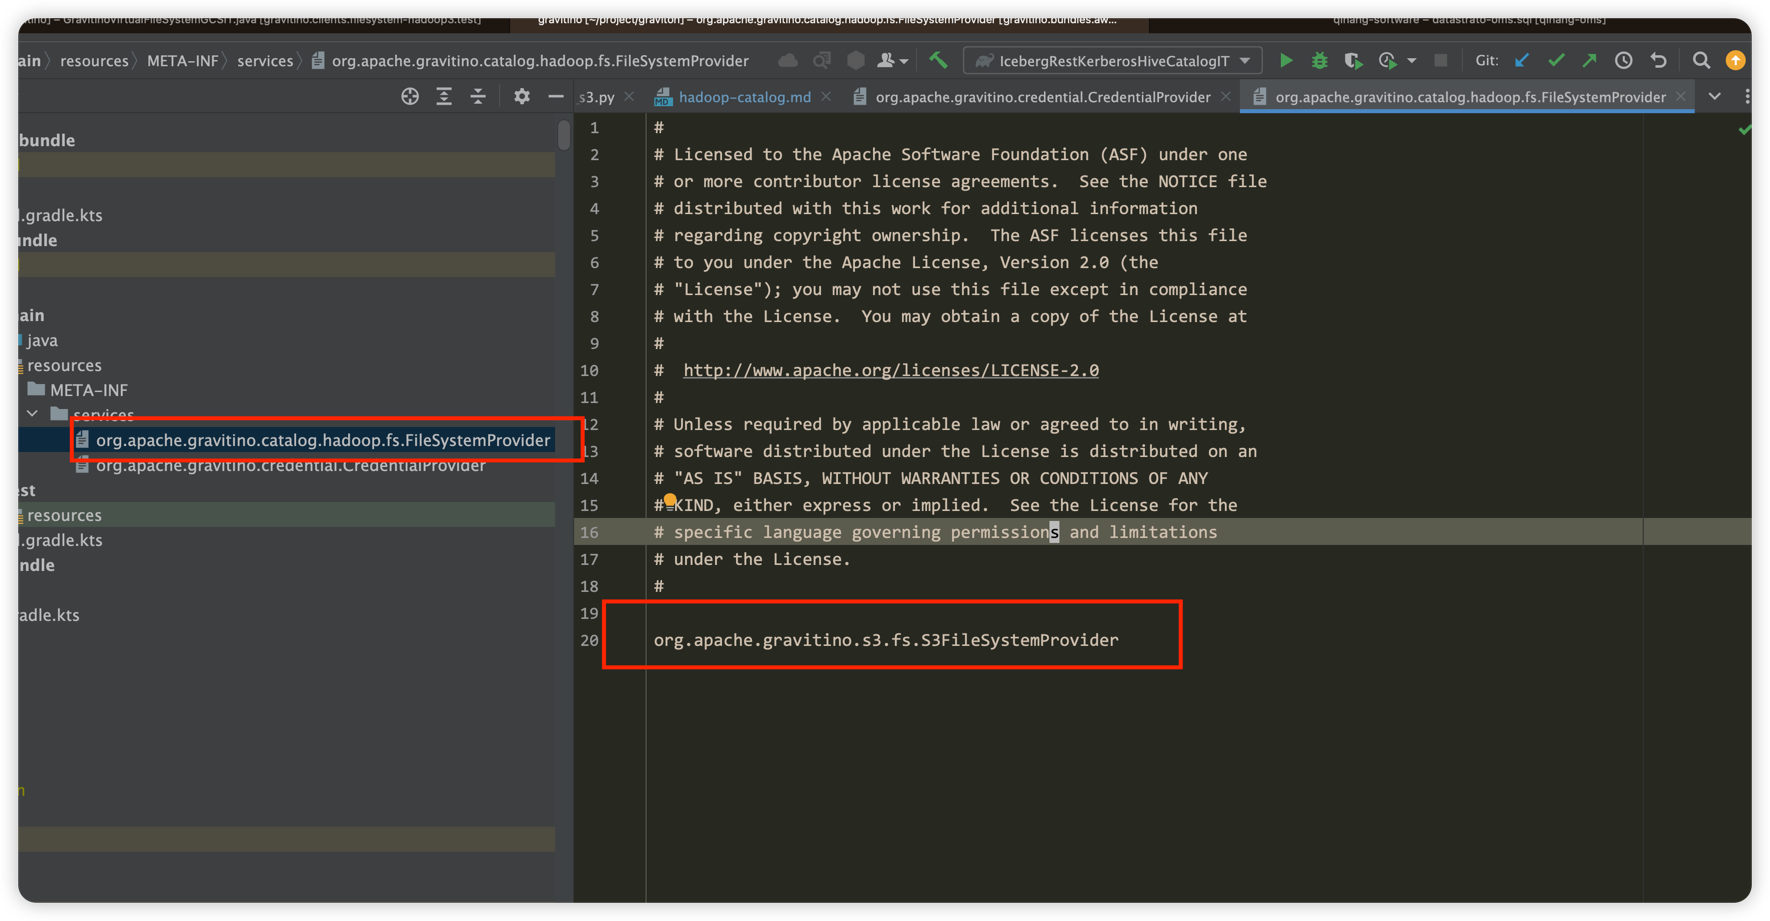 ino] – GravitinoVirtualFileSystemGCSIT.java [gravitino.clients.filesystem-hadoop3.test]
gravitino [~/project/graviton] – org.apache.gravitino.catalog.hadoop.fs.FileSystemProvider [gravitino.bundles.aw...
qihang-software – datastrato-oms.sql [qihang-oms]
ain
resources
META-INF
services
org.apache.gravitino.catalog.hadoop.fs.FileSystemProvider
IcebergRestKerberosHiveCatalogIT
Git:
s3.py
hadoop-catalog.md
org.apache.gravitino.credential.CredentialProvider
org.apache.gravitino.catalog.hadoop.fs.FileSystemProvider
bundle
l.gradle.kts
undle
ain
java
resources
META-INF
services
org.apache.gravitino.catalog.hadoop.fs.FileSystemProvider
org.apache.gravitino.credential.CredentialProvider
st
resources
l.gradle.kts
ndle
adle.kts
n
1 #
2 # Licensed to the Apache Software Foundation (ASF) under one
3 # or more contributor license agreements.  See the NOTICE file
4 # distributed with this work for additional information
5 # regarding copyright ownership.  The ASF licenses this file
6 # to you under the Apache License, Version 2.0 (the
7 # "License"); you may not use this file except in compliance
8 # with the License.  You may obtain a copy of the License at
9 #
10 #  http://www.apache.org/licenses/LICENSE-2.0
11 #
12 # Unless required by applicable law or agreed to in writing,
13 # software distributed under the License is distributed on an
14 # "AS IS" BASIS, WITHOUT WARRANTIES OR CONDITIONS OF ANY
15 # KIND, either express or implied.  See the License for the
16 # specific language governing permissions and limitations
17 # under the License.
18 #
19
20 org.apache.gravitino.s3.fs.S3FileSystemProvider